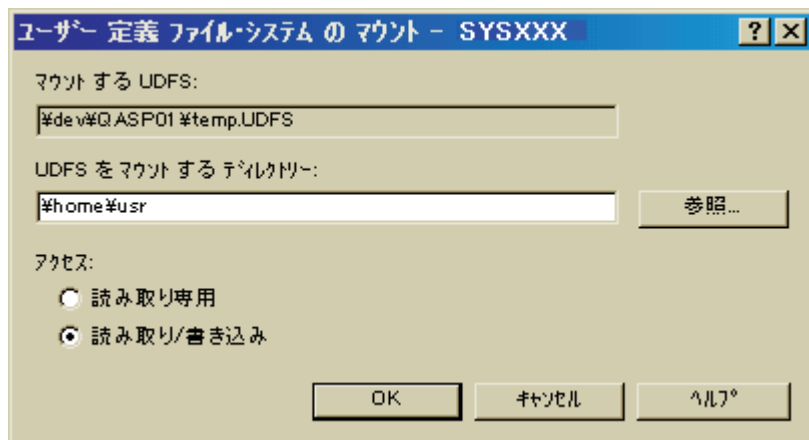 ユーザー 定義 ファイル・システム の マウント - SYSXXX
マウント する UDFS:
¥dev¥QASP01¥temp.UDFS
UDFS を マウント する ディレクトリー:
¥home¥usr
参照...
アクセス:
読み取り専用
読み取り/書き込み
OK
キャンセル
ヘルプ